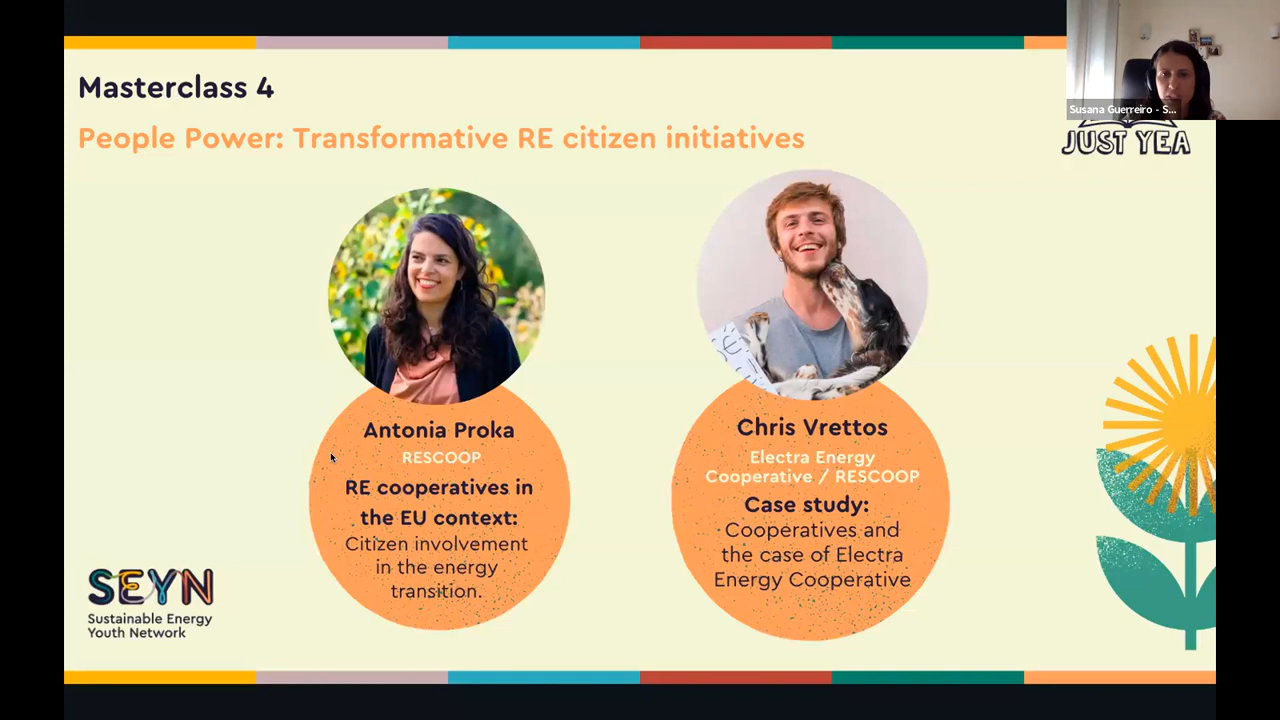 Masterclass 4
People Power: Transformative RE citizen initiatives
Susana Guerreiro - S...
JUST YEA
Antonia Proka
RESCOOP
RE cooperatives in
the EU context:
Citizen involvement
in the energy
transition.
Chris Vrettos
Electra Energy
Cooperative / RESCOOP
Case study:
Cooperatives and
the case of Electra
Energy Cooperative
SEYN
Sustainable Energy
Youth Network